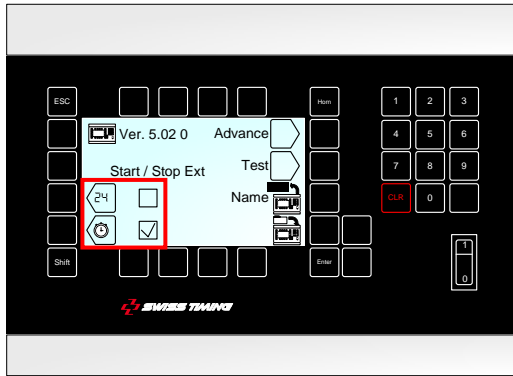 ESC
Hom
1 2 3
Ver. 5.02 0 Advance
4 5 6
Start / Stop Ext Test
7 8 9
24 Name
CLR 0
Shift
Enter
1
0
SWISS TIMING